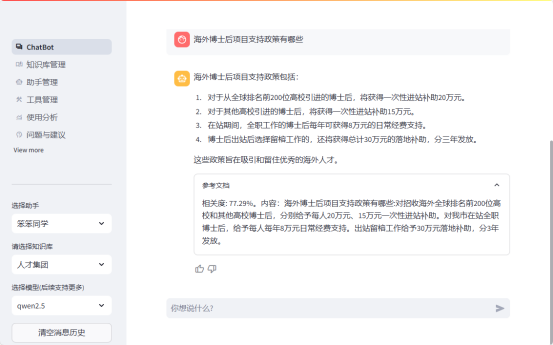 ChatBot
知识库管理
助手管理
工具管理
使用分析
问题与建议
View more
选择助手
笨笨同学
请选择知识库
人才集团
选择模型(后续支持更多)
qwen2.5
清空消息历史
海外博士后项目支持政策有哪些
海外博士后项目支持政策包括：
1. 对于从全球排名前200位高校引进的博士后，将获得一次性进站补助20万元。
2. 对于其他高校引进的博士后，将获得一次性进站补助15万元。
3. 在站期间，全职工作的博士后每年可获得8万元的日常经费支持。
4. 博士后出站后选择留植工作的，还将获得总计30万元的落地补助，分三年发放。
这些政策旨在吸引和留住优秀的海外人才。
参考文档
相关度: 77.29%。内容：海外博士后项目支持政策有哪些:对招收海外全球排名前200位高
校和其他高校博士后，分别给予每人20万元、15万元一次性进站补助。对我市在站全职
博士后，给予每人每年8万元日常经费支持。出站留植工作给予30万元落地补助，分3年
发放。
你想说什么?